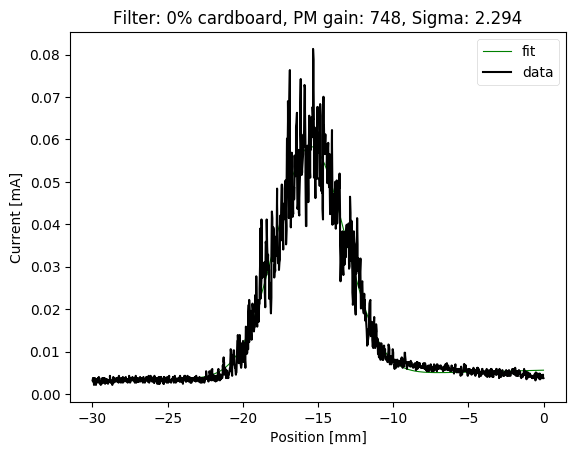 Filter: 0% cardboard, PM gain: 748, Sigma: 2.294
fit
data
0.08
0.07
0.06
0.05
0.04
0.03
0.02
0.01
0.00
Current [mA]
−30 −25 −20 −15 −10 −5 0
Position [mm]